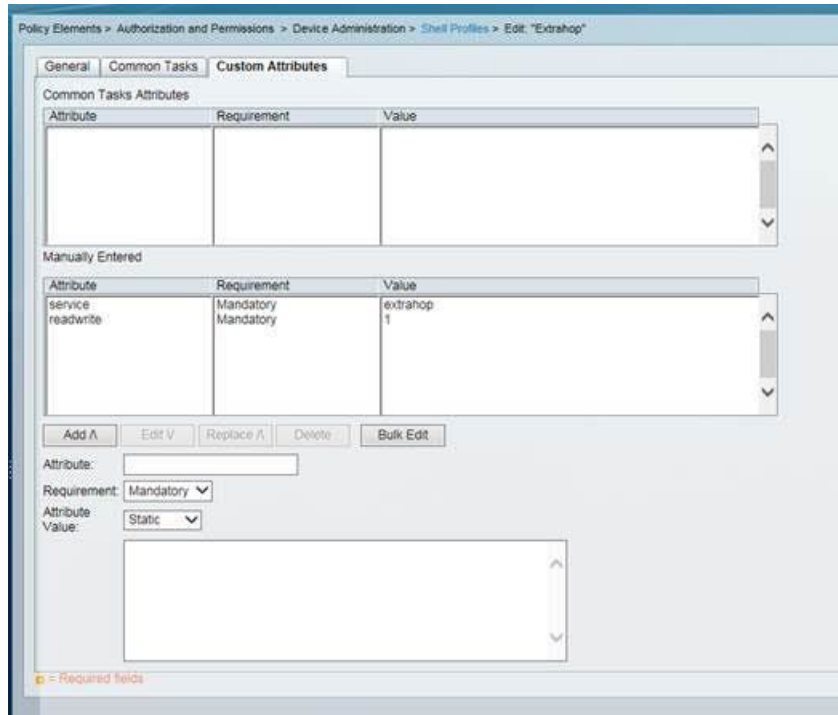 Policy Elements > Authorization and Permissions > Device Administration > Shell Profiles > Edit: "Extrahop"
General Common Tasks Custom Attributes
Common Tasks Attributes
Attribute Requirement Value
Manually Entered
Attribute Requirement Value
service Mandatory extrahop
readwrite Mandatory 1
Add Λ Edit V Replace Λ Delete Bulk Edit
Attribute:
Requirement: Mandatory
Attribute
Value: Static
= Required fields